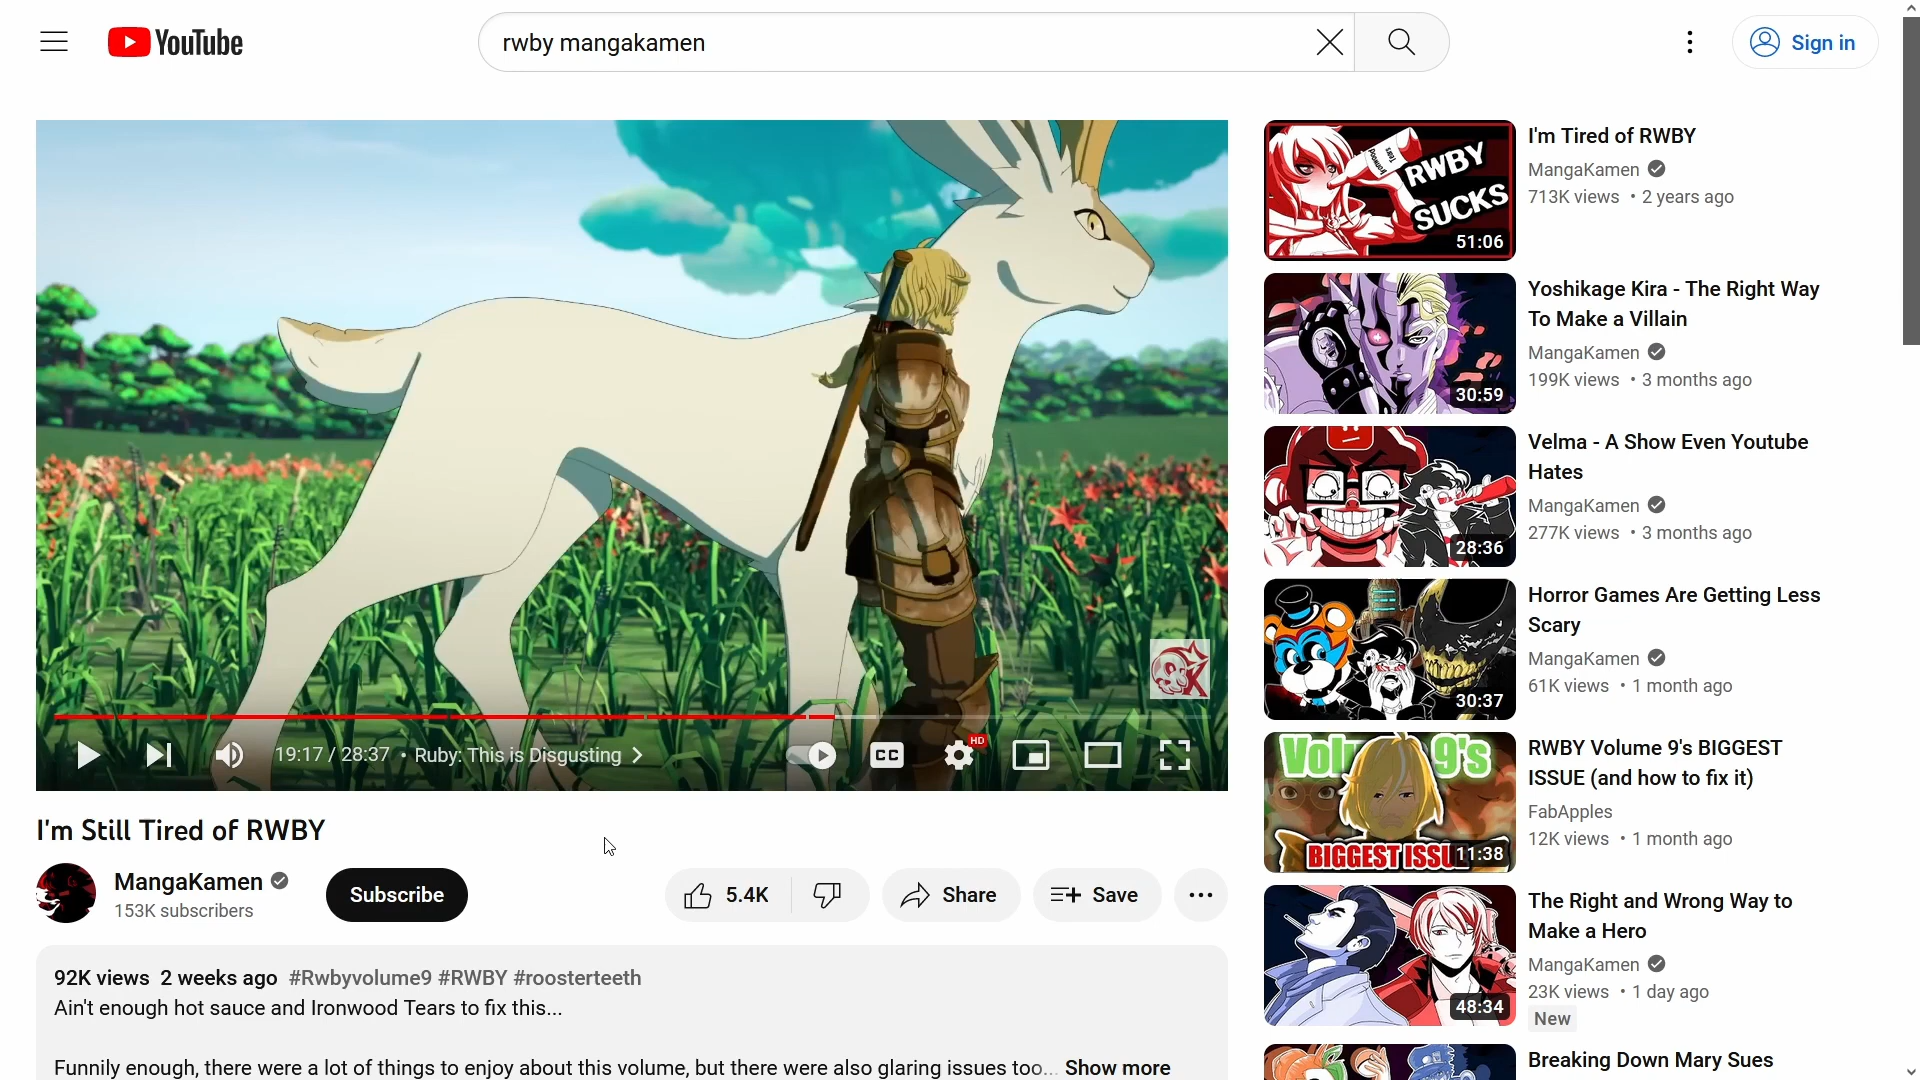 YouTube
rwby mangakamen
Sign in
HD
19:17 / 28:37 • Ruby: This is Disgusting
CC
I'm Still Tired of RWBY
MangaKamen
153K subscribers
Subscribe
5.4K
Share
Save
92K views 2 weeks ago #Rwbyvolume9 #RWBY #roosterteeth
Ain't enough hot sauce and Ironwood Tears to fix this...
Funnily enough, there were a lot of things to enjoy about this volume, but there were also glaring issues too... Show more
RWBY
SUCKS
51:06
I'm Tired of RWBY
MangaKamen
713K views • 2 years ago
30:59
Yoshikage Kira - The Right Way
To Make a Villain
MangaKamen
199K views • 3 months ago
28:36
Velma - A Show Even Youtube
Hates
MangaKamen
277K views • 3 months ago
30:37
Horror Games Are Getting Less
Scary
MangaKamen
61K views • 1 month ago
9's
BIGGEST ISSU
11:38
RWBY Volume 9's BIGGEST
ISSUE (and how to fix it)
FabApples
12K views • 1 month ago
48:34
The Right and Wrong Way to
Make a Hero
MangaKamen
23K views • 1 day ago
New
Breaking Down Mary Sues